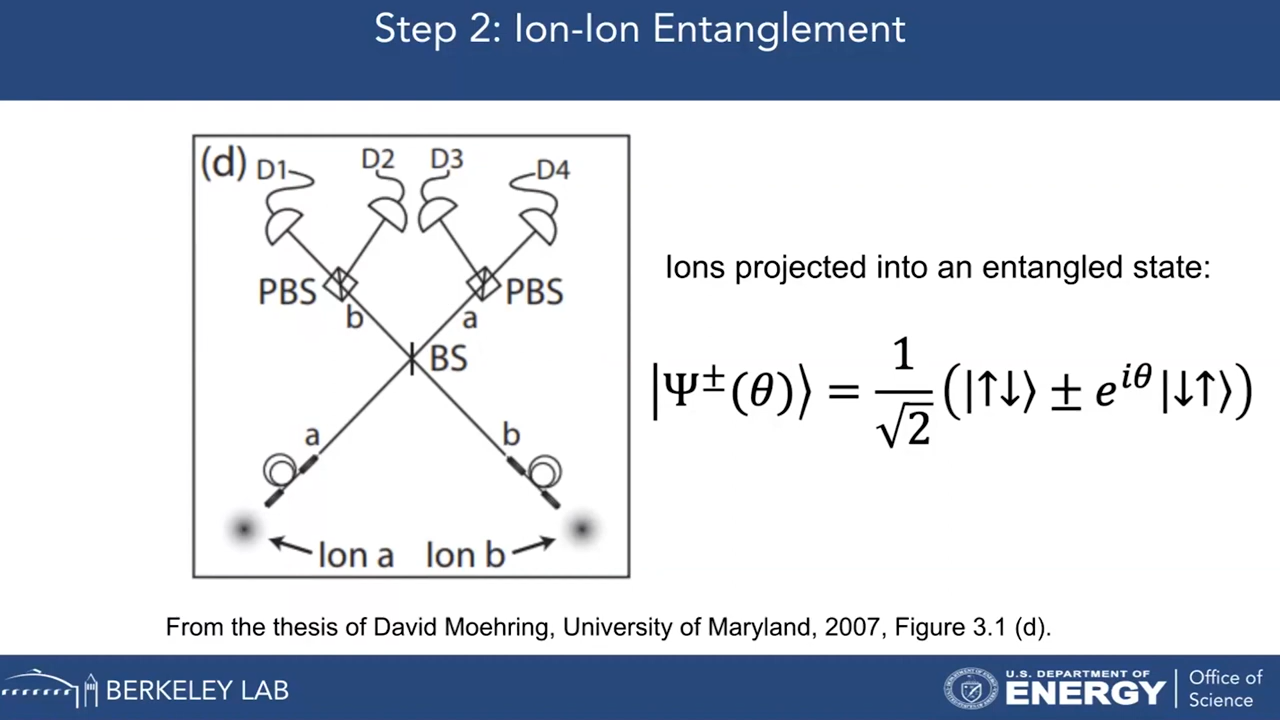 Step 2: Ion-Ion Entanglement
(d) D1 D2 D3 D4
PBS PBS
b a
BS
a b
Ion a Ion b
Ions projected into an entangled state:
|Ψ±(θ)⟩ = 1/√2 (|↑↓⟩ ± e^{iθ}|↓↑⟩)
From the thesis of David Moehring, University of Maryland, 2007, Figure 3.1 (d).
BERKELEY LAB
U.S. DEPARTMENT OF
ENERGY
Office of
Science